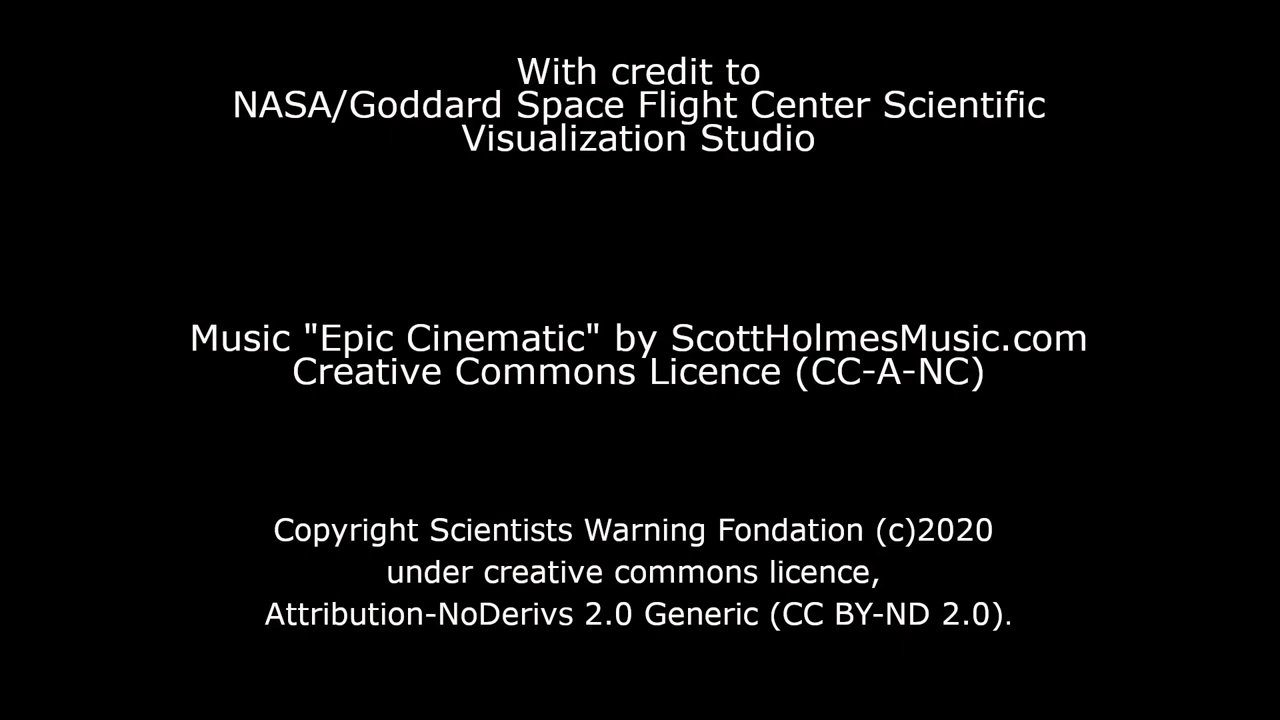 With credit to
NASA/Goddard Space Flight Center Scientific
Visualization Studio
Music "Epic Cinematic" by ScottHolmesMusic.com
Creative Commons Licence (CC-A-NC)
Copyright Scientists Warning Fondation (c)2020
under creative commons licence,
Attribution-NoDerivs 2.0 Generic (CC BY-ND 2.0).